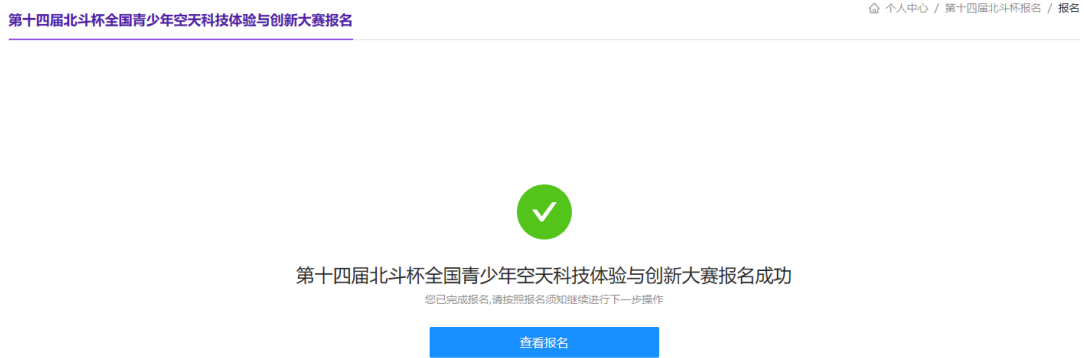 第十四届北斗杯全国青少年空天科技体验与创新大赛报名
个人中心 / 第十四届北斗杯报名 / 报名
第十四届北斗杯全国青少年空天科技体验与创新大赛报名成功
您已完成报名,请按照报名须知继续进行下一步操作
查看报名